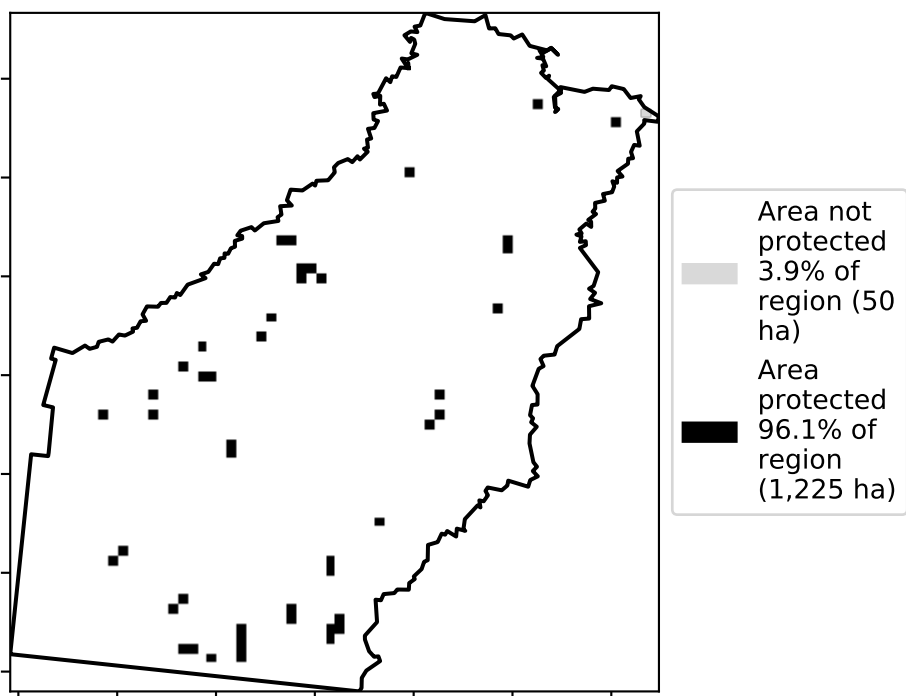 Area not
protected
3.9% of
region (50
ha)
Area
protected
96.1% of
region
(1,225 ha)